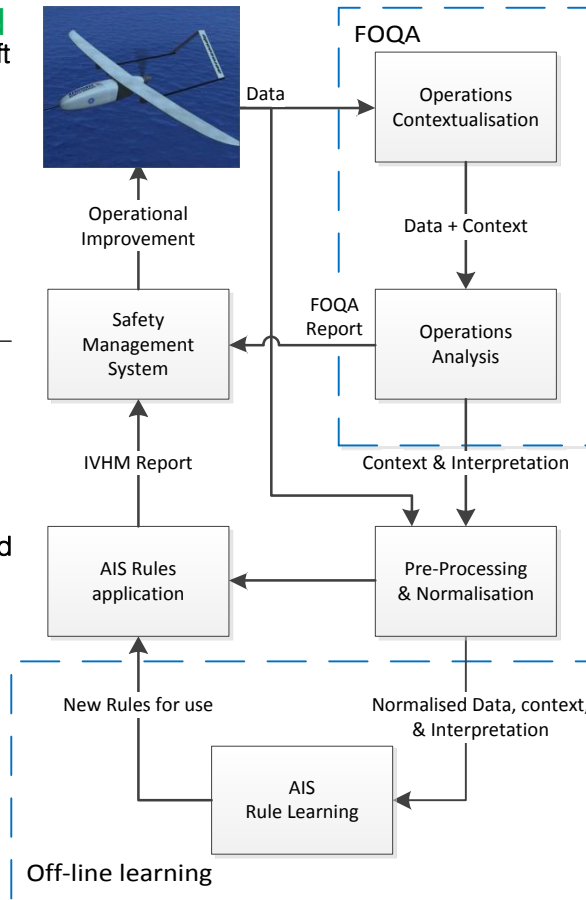 ft
FOQA
Data
Operations
Contextualisation
Operational
Improvement
Data + Context
Safety
Management
System
FOQA
Report
Operations
Analysis
IVHM Report
Context & Interpretation
d
AIS Rules
application
Pre-Processing
& Normalisation
New Rules for use
Normalised Data, context,
& Interpretation
AIS
Rule Learning
Off-line learning